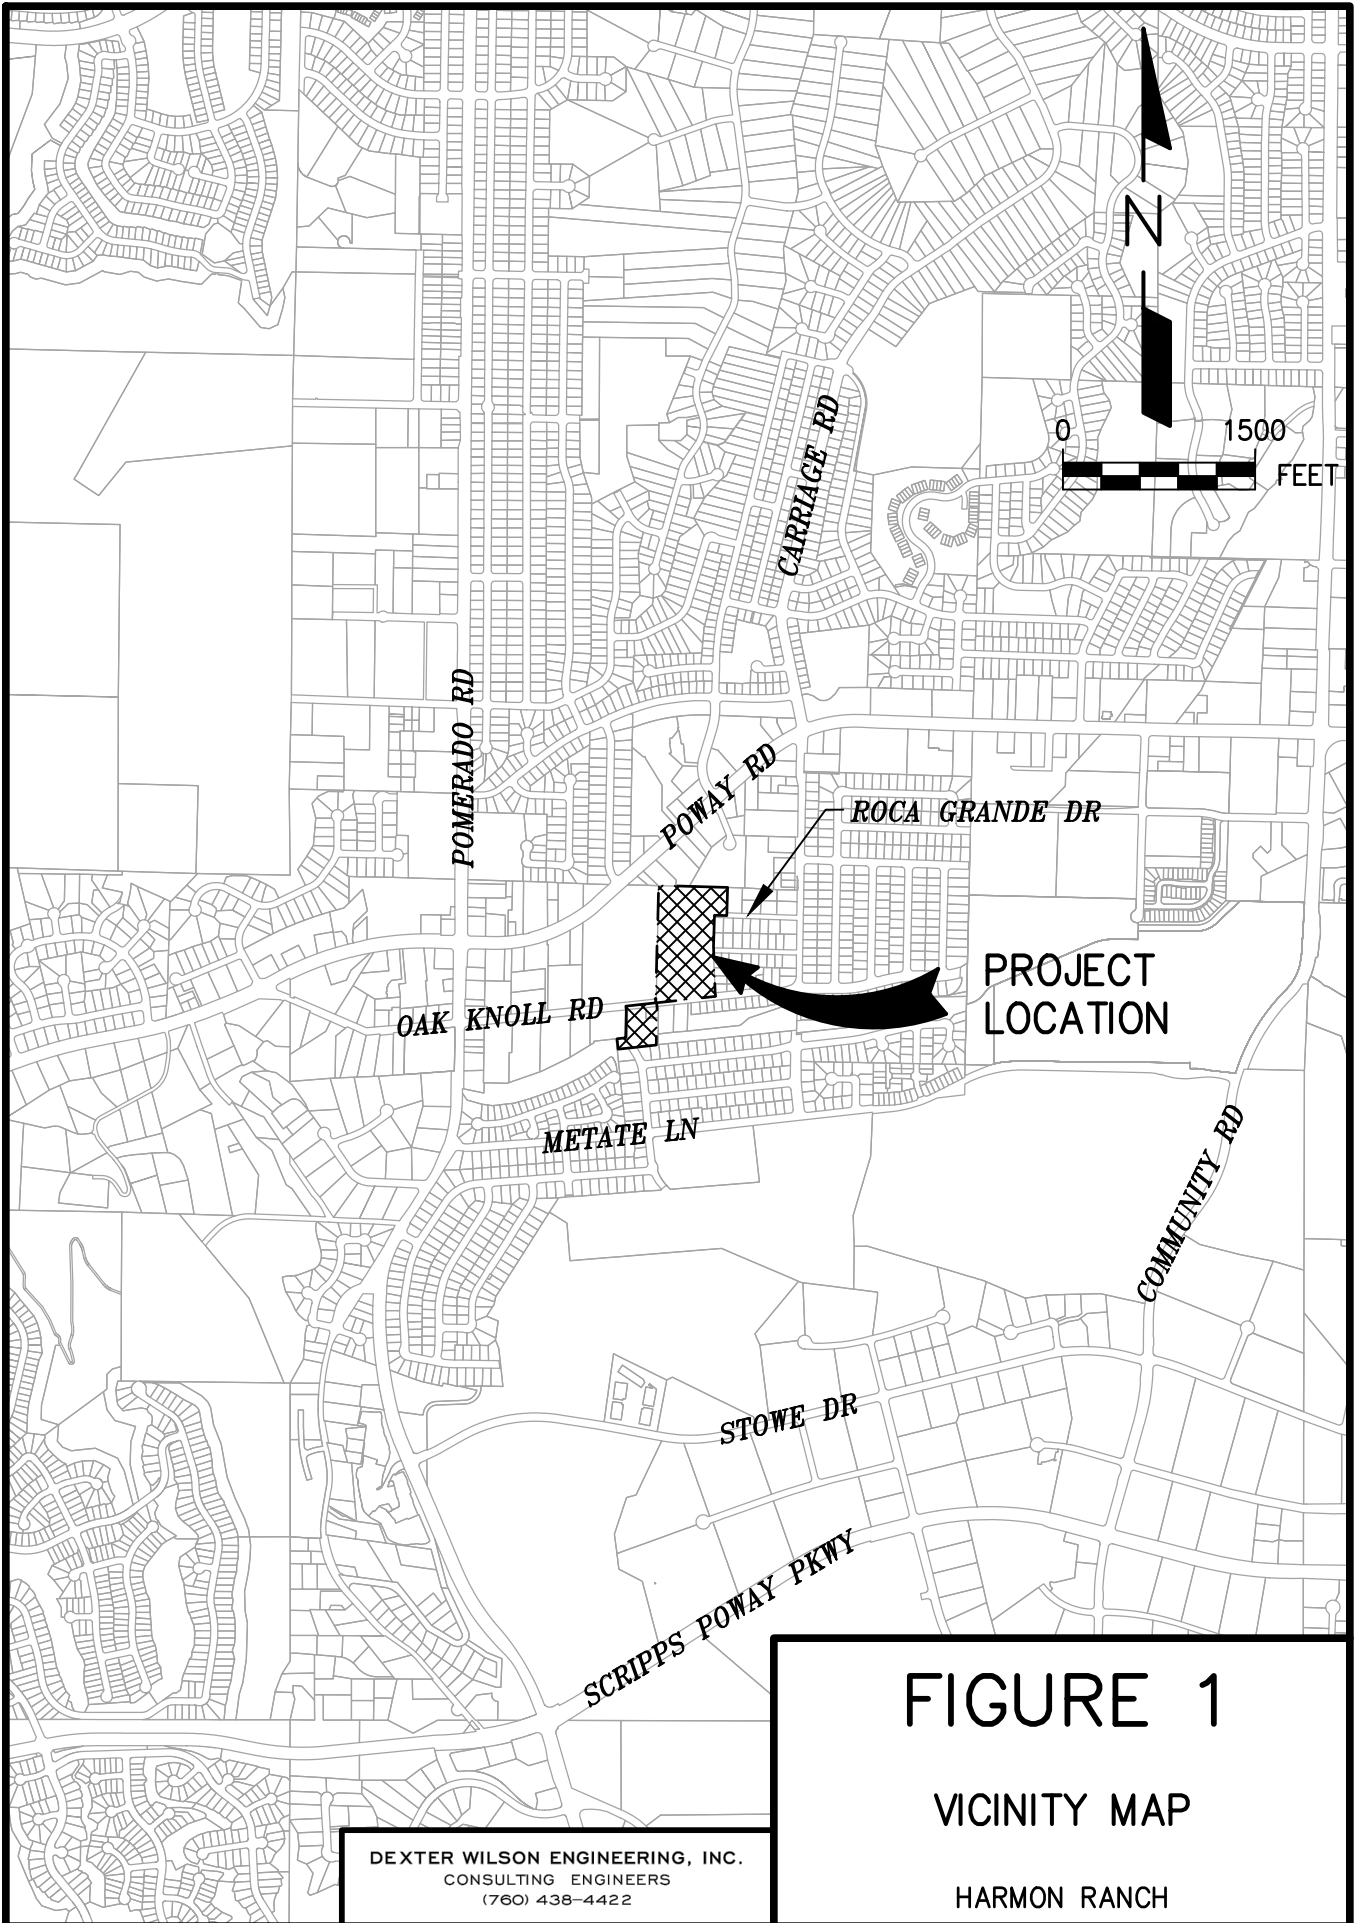 N
0 1500
FEET
CARRIAGE RD
POMERADO RD
POWAY RD
ROCA GRANDE DR
PROJECT
LOCATION
OAK KNOLL RD
METATE LN
COMMUNITY RD
STOWE DR
SCRIPPS POWAY PKWY
FIGURE 1
VICINITY MAP
HARMON RANCH
DEXTER WILSON ENGINEERING, INC.
CONSULTING ENGINEERS
(760) 438-4422